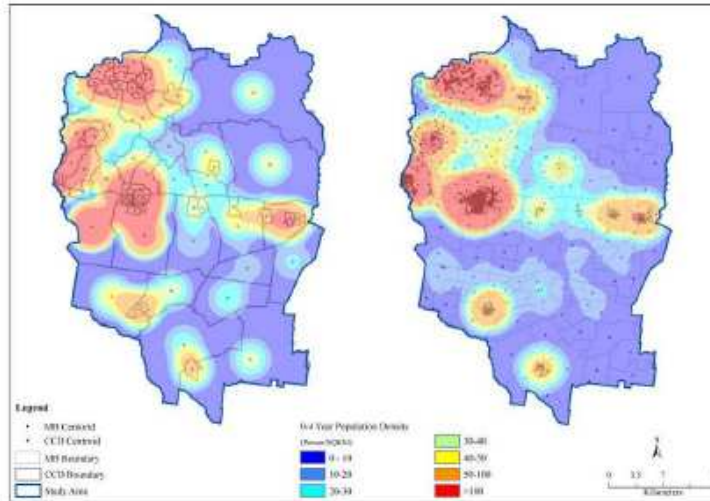 Legend
MB Centroid
CCD Centroid
MB Boundary
CCD Boundary
Study Area
0-4 Year Population Density
0 - 10
10-20
20-30
30-40
40-50
50-100
>100
Kilometers